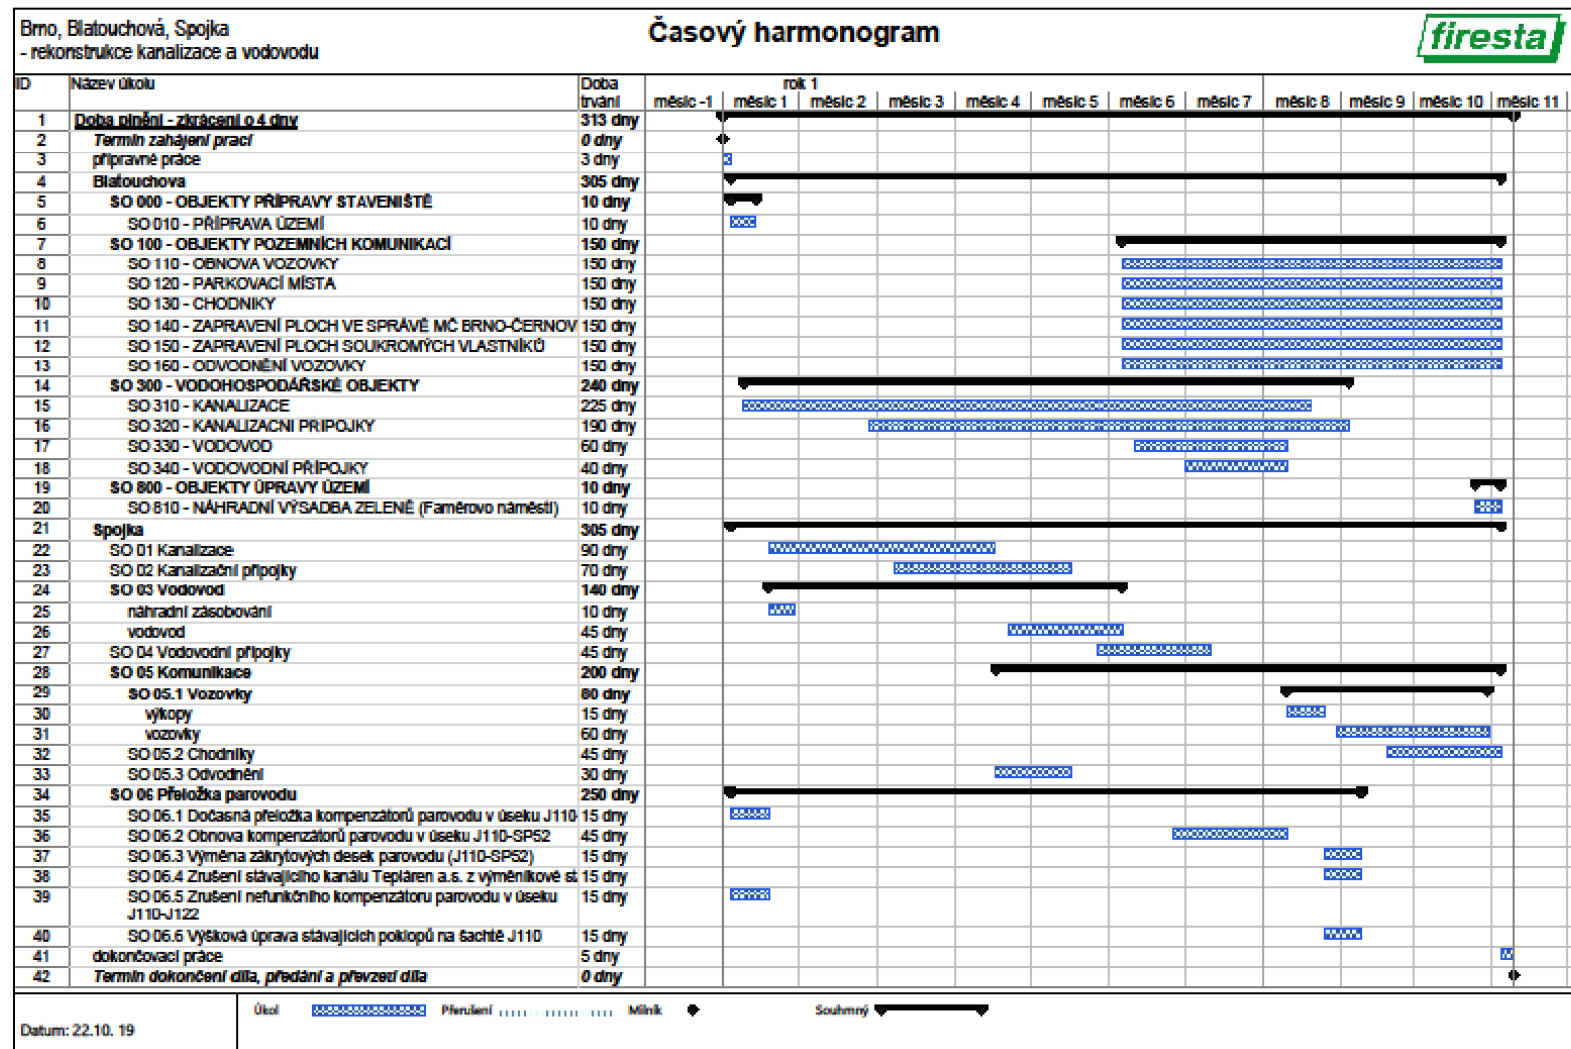 Brno, Blatouchová, Spojka
- rekonstrukce kanalizace a vodovodu
Časový harmonogram
firesta
ID Název úkolu Doba trvání rok 1
měsíc -1 měsíc 1 měsíc 2 měsíc 3 měsíc 4 měsíc 5 měsíc 6 měsíc 7 měsíc 8 měsíc 9 měsíc 10 měsíc 11
1 Doba plnění - zkrácení o 4 dny 313 dny
2 Termín zahájení prací 0 dny
3 přípravné práce 3 dny
4 Blatouchova 305 dny
5 SO 000 - OBJEKTY PŘÍPRAVY STAVENIŠTĚ 10 dny
6 SO 010 - PŘÍPRAVA ÚZEMÍ 10 dny
7 SO 100 - OBJEKTY POZEMNÍCH KOMUNIKACÍ 150 dny
8 SO 110 - OBNOVA VOZOVKY 150 dny
9 SO 120 - PARKOVACÍ MÍSTA 150 dny
10 SO 130 - CHODNIKY 150 dny
11 SO 140 - ZAPRAVENÍ PLOCH VE SPRÁVĚ MČ BRNO-ČERNOV 150 dny
12 SO 150 - ZAPRAVENÍ PLOCH SOUKROMÝCH VLASTNÍKŮ 150 dny
13 SO 160 - ODVODNĚNÍ VOZOVKY 150 dny
14 SO 300 - VODOHOSPODÁŘSKÉ OBJEKTY 240 dny
15 SO 310 - KANALIZACE 225 dny
16 SO 320 - KANALIZACNI PRIPOJKY 190 dny
17 SO 330 - VODOVOD 60 dny
18 SO 340 - VODOVODNÍ PŘÍPOJKY 40 dny
19 SO 800 - OBJEKTY ÚPRAVY ÚZEMÍ 10 dny
20 SO 810 - NÁHRADNÍ VÝSADBA ZELENĚ (Faměrovo náměstí) 10 dny
21 Spojka 305 dny
22 SO 01 Kanalizace 90 dny
23 SO 02 Kanalizační přípojky 70 dny
24 SO 03 Vodovod 140 dny
25 náhradní zásobování 10 dny
26 vodovod 45 dny
27 SO 04 Vodovodní přípojky 45 dny
28 SO 05 Komunikace 200 dny
29 SO 05.1 Vozovky 80 dny
30 výkopy 15 dny
31 vozovky 60 dny
32 SO 05.2 Chodníky 45 dny
33 SO 05.3 Odvodnění 30 dny
34 SO 06 Přeložka parovodu 250 dny
35 SO 06.1 Dočasná přeložka kompenzátorů parovodu v úseku J110- 15 dny
36 SO 06.2 Obnova kompenzátorů parovodu v úseku J110-SP52 45 dny
37 SO 06.3 Výměna zákrytových desek parovodu (J110-SP52) 15 dny
38 SO 06.4 Zrušení stávajícího kanálu Tepláren a.s. z výměníkové st 15 dny
39 SO 06.5 Zrušení nefunkčního kompenzátoru parovodu v úseku 15 dny
J110-J122
40 SO 06.6 Výšková úprava stávajících poklopů na šachtě J110 15 dny
41 dokončovací práce 5 dny
42 Termín dokončení díla, předání a převzetí díla 0 dny
Úkol Přerušení Milník Souhrnný
Datum: 22.10. 19